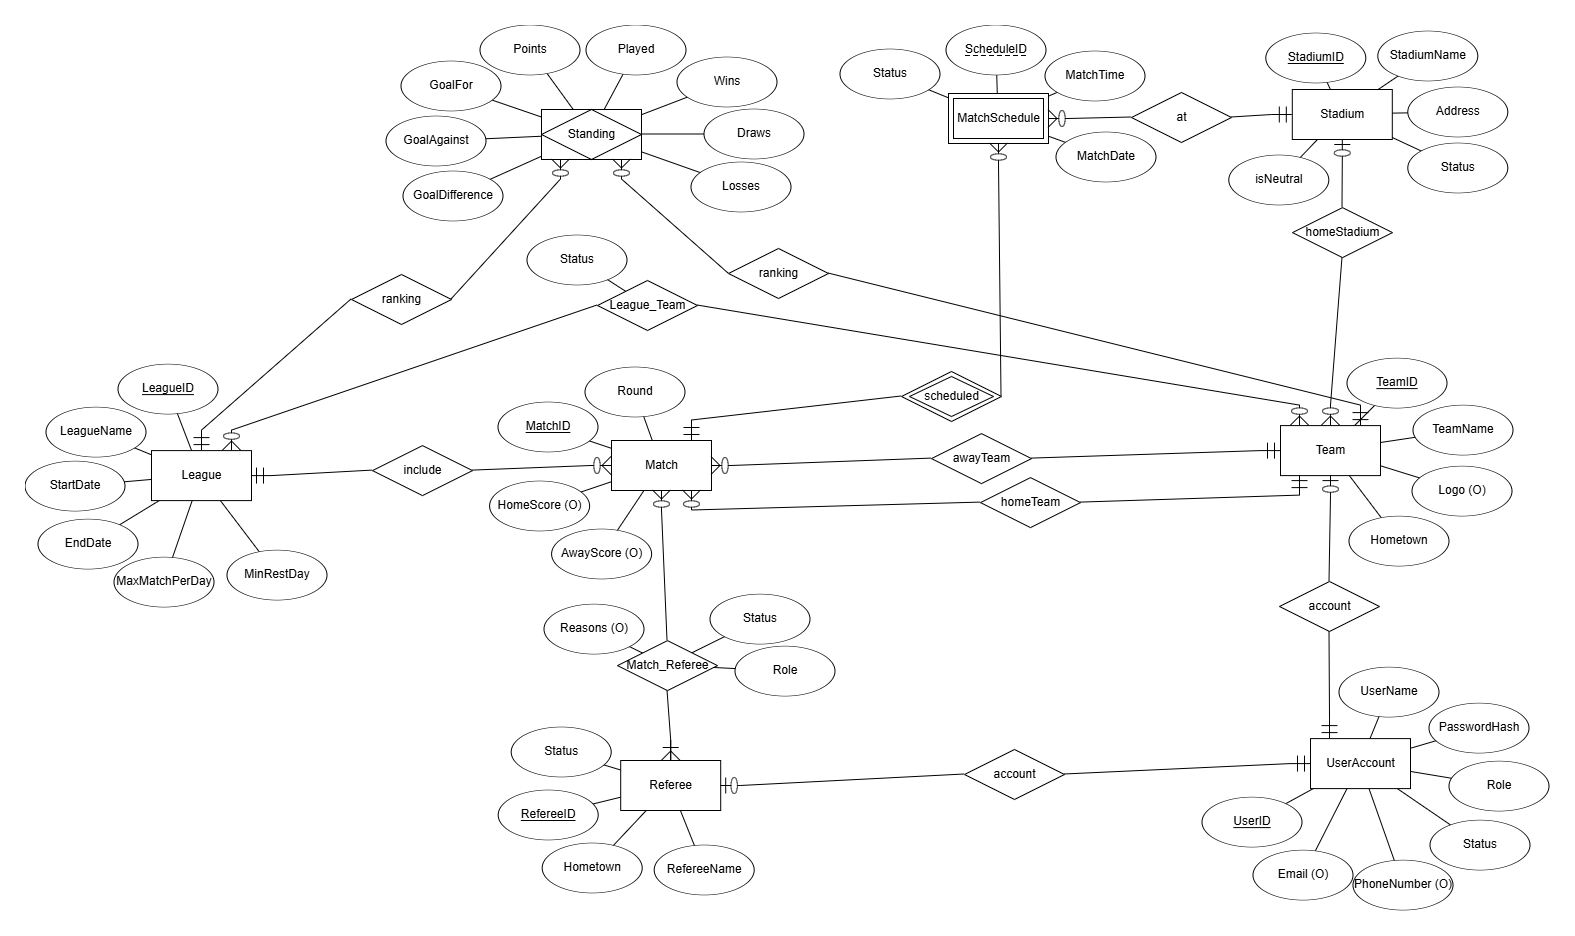 Points
Played
GoalFor
Wins
GoalAgainst
Standing
Draws
GoalDifference
Losses
ScheduleID
Status
MatchTime
MatchSchedule
MatchDate
at
StadiumID
StadiumName
Stadium
Address
isNeutral
Status
homeStadium
ranking
Status
League_Team
ranking
LeagueID
LeagueName
StartDate
League
EndDate
MaxMatchPerDay
MinRestDay
include
Round
MatchID
Match
HomeScore (O)
AwayScore (O)
scheduled
awayTeam
homeTeam
TeamID
TeamName
Team
Logo (O)
Hometown
account
Reasons (O)
Status
Match_Referee
Role
Status
Referee
RefereeID
Hometown
RefereeName
account
UserName
PasswordHash
UserAccount
Role
UserID
Status
Email (O)
PhoneNumber (O)